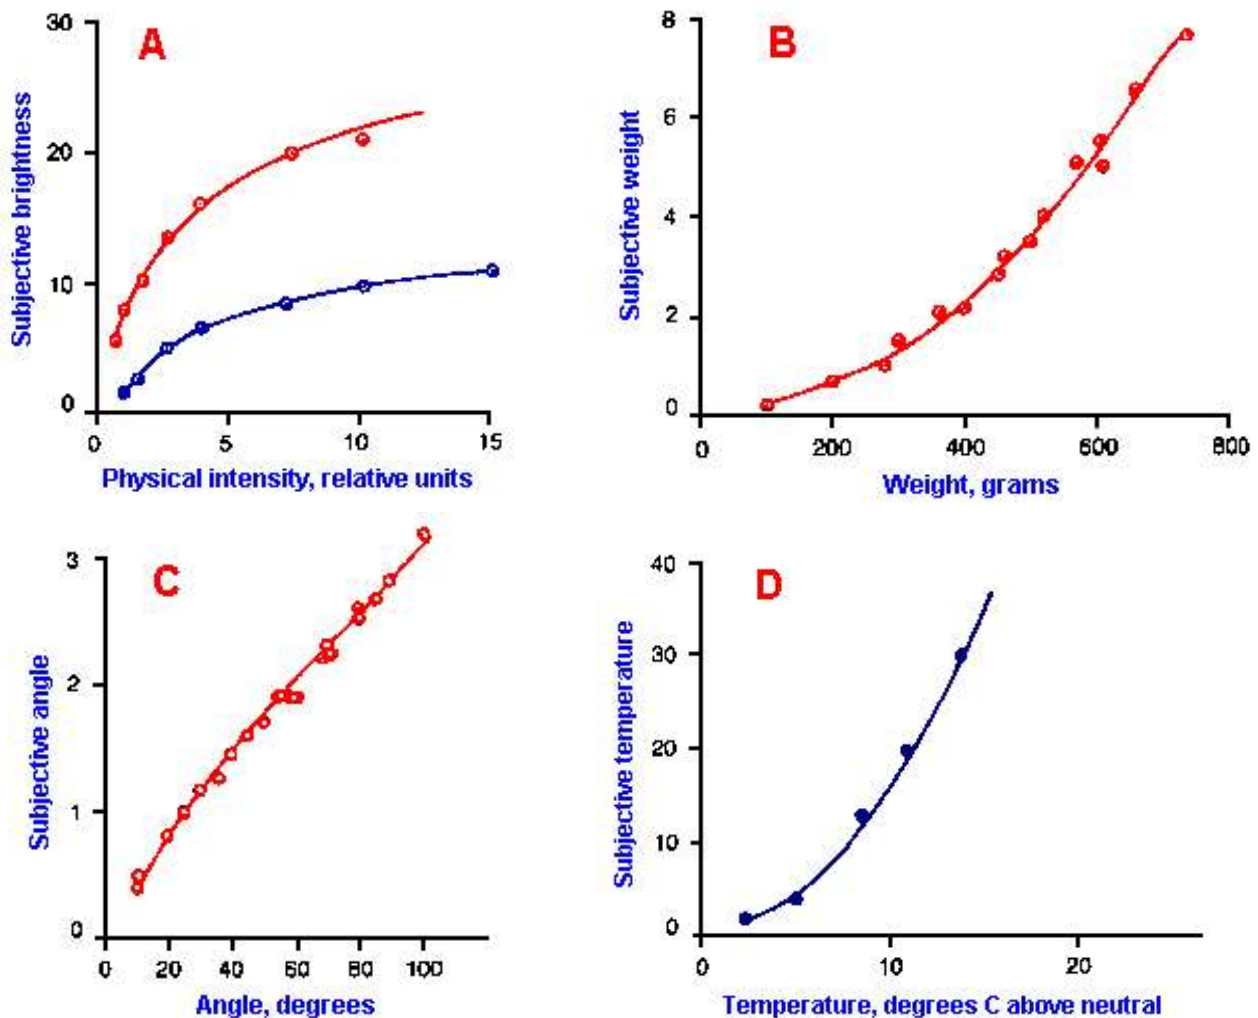 A
Subjective brightness
30
20
10
0
0 5 10 15
Physical intensity, relative units
B
Subjective weight
8
6
4
2
0
0 200 400 600 800
Weight, grams
C
Subjective angle
3
2
1
0
0 20 40 60 80 100
Angle, degrees
D
Subjective temperature
40
30
20
10
0
0 10 20
Temperature, degrees C above neutral